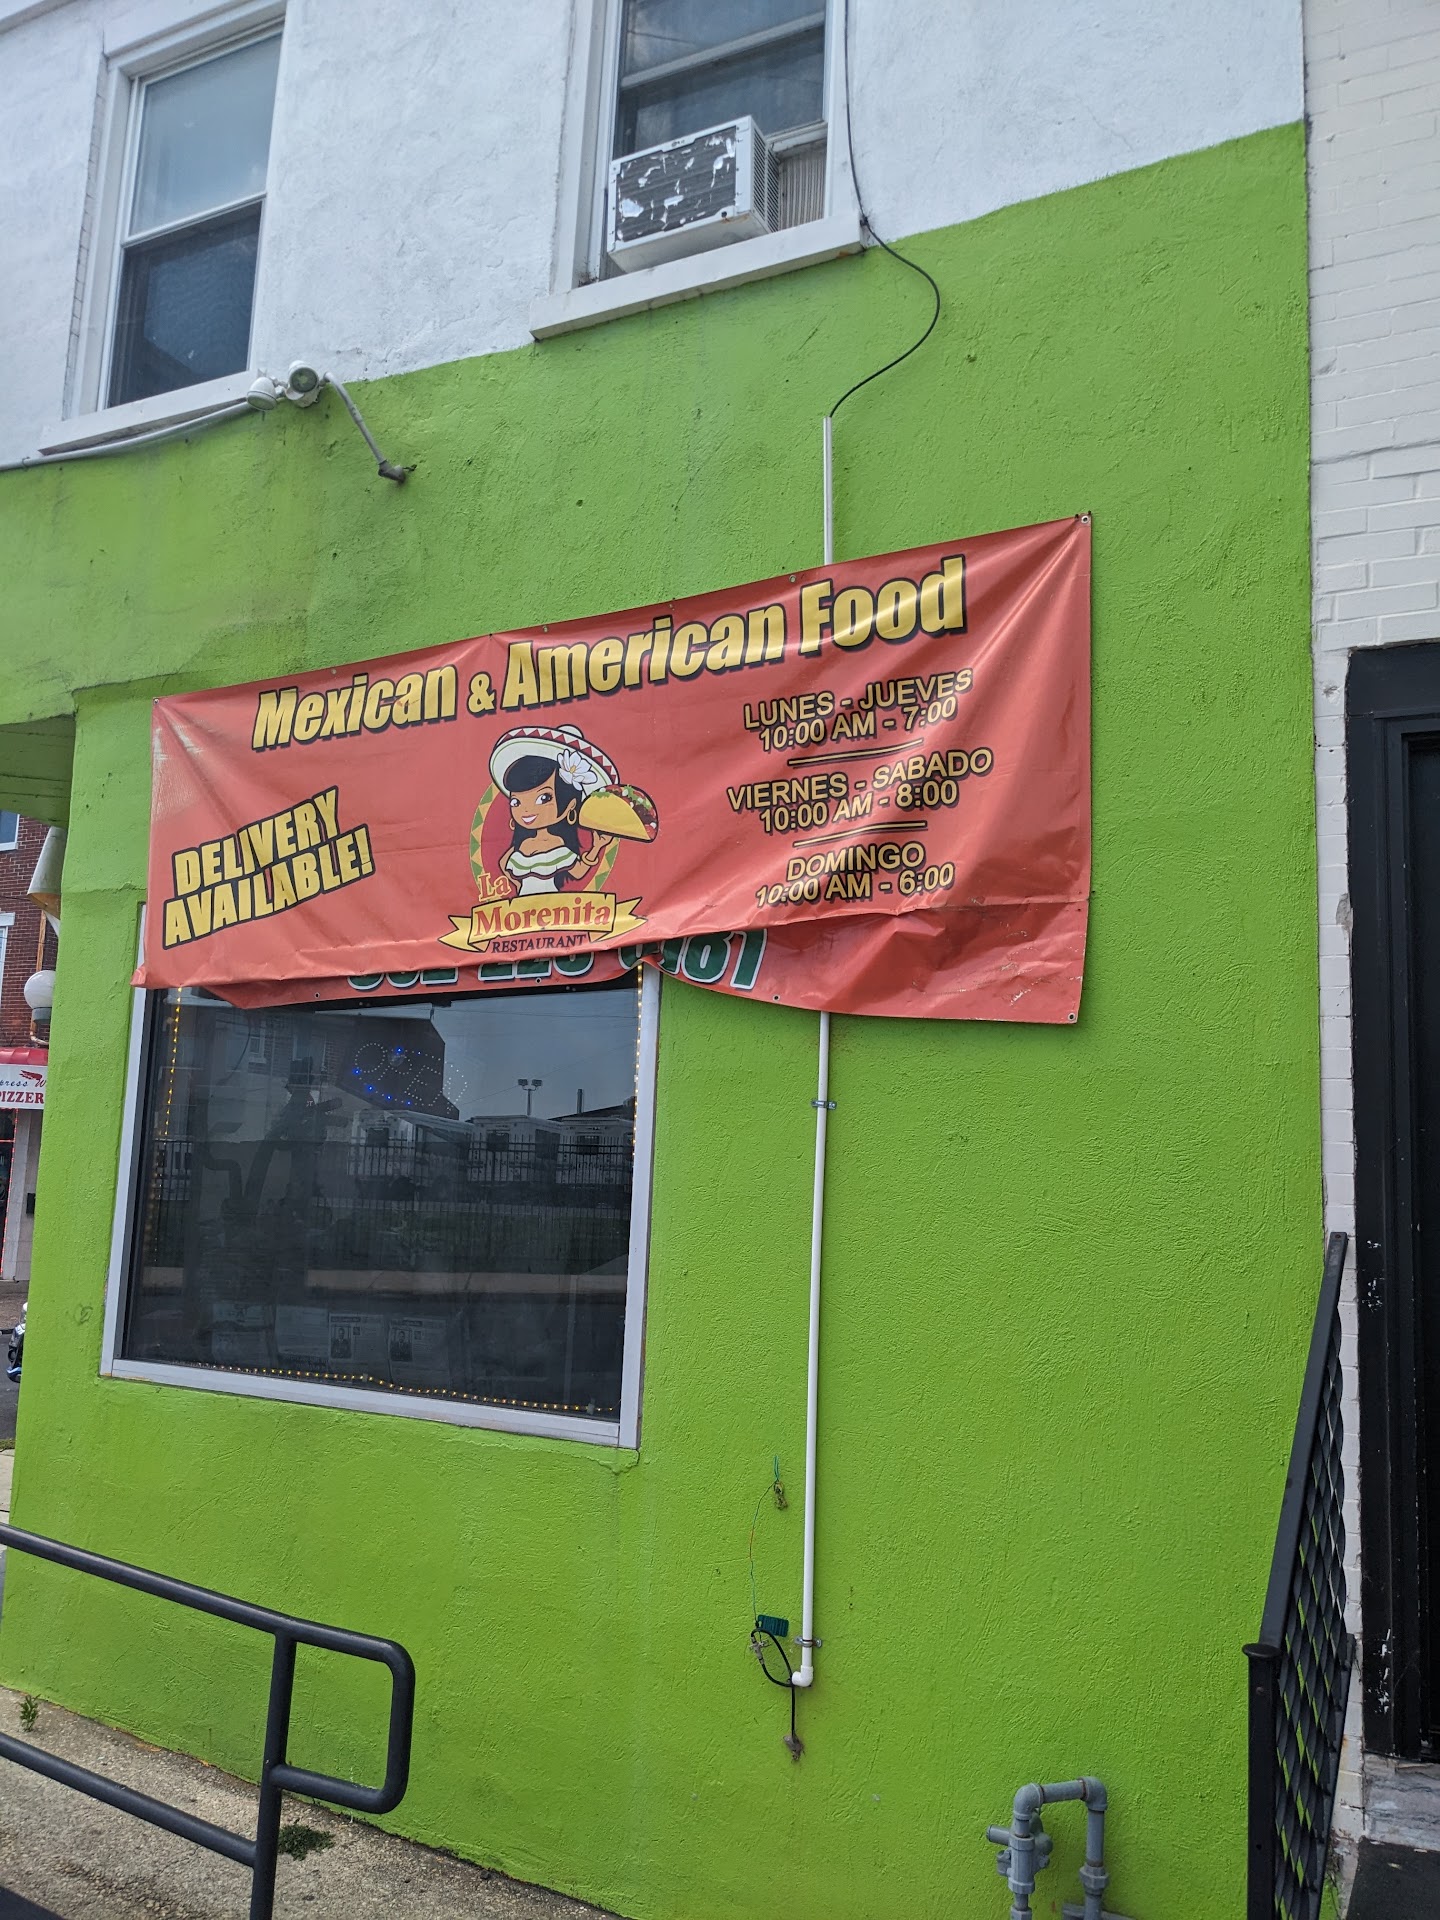 Mexican & American Food
LUNES - JUEVES
10:00 AM - 7:00
VIERNES - SABADO
10:00 AM - 8:00
DOMINGO
10:00 AM - 6:00
DELIVERY
AVAILABLE!
La
Morenita
RESTAURANT